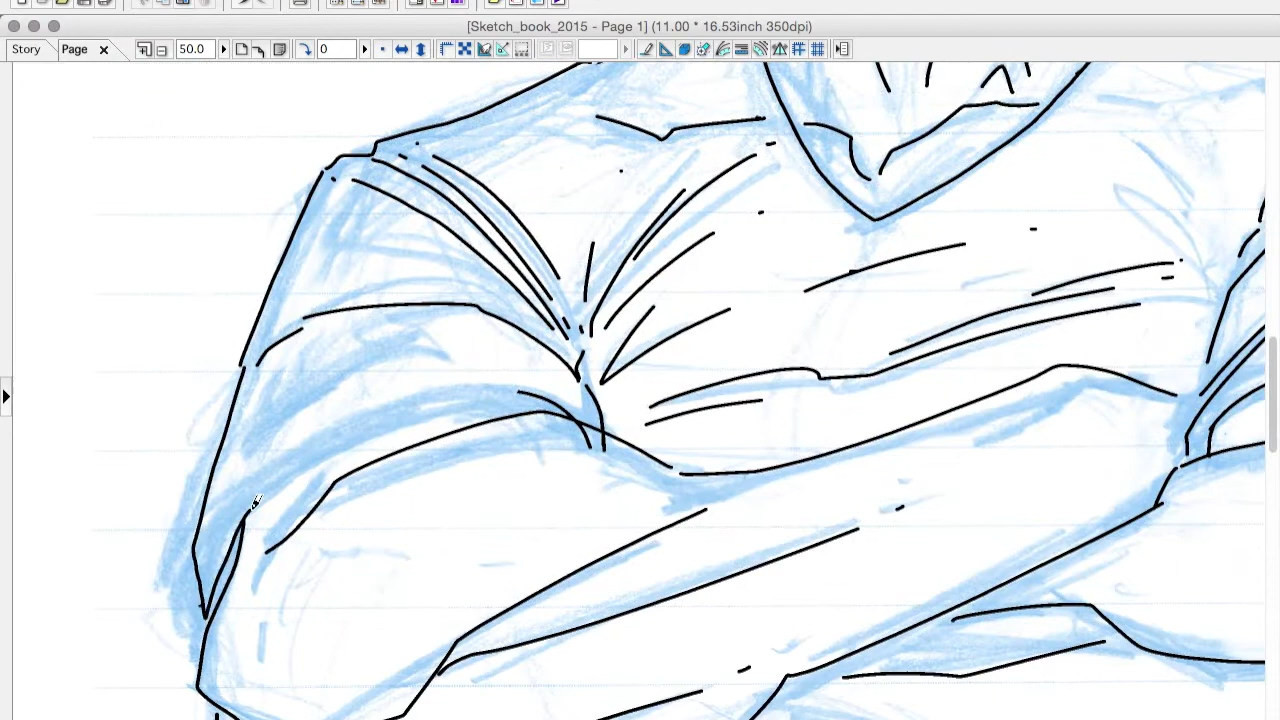 [Sketch_book_2015 - Page 1] (11.00 * 16.53inch 350dpi)
Story Page 50.0 0